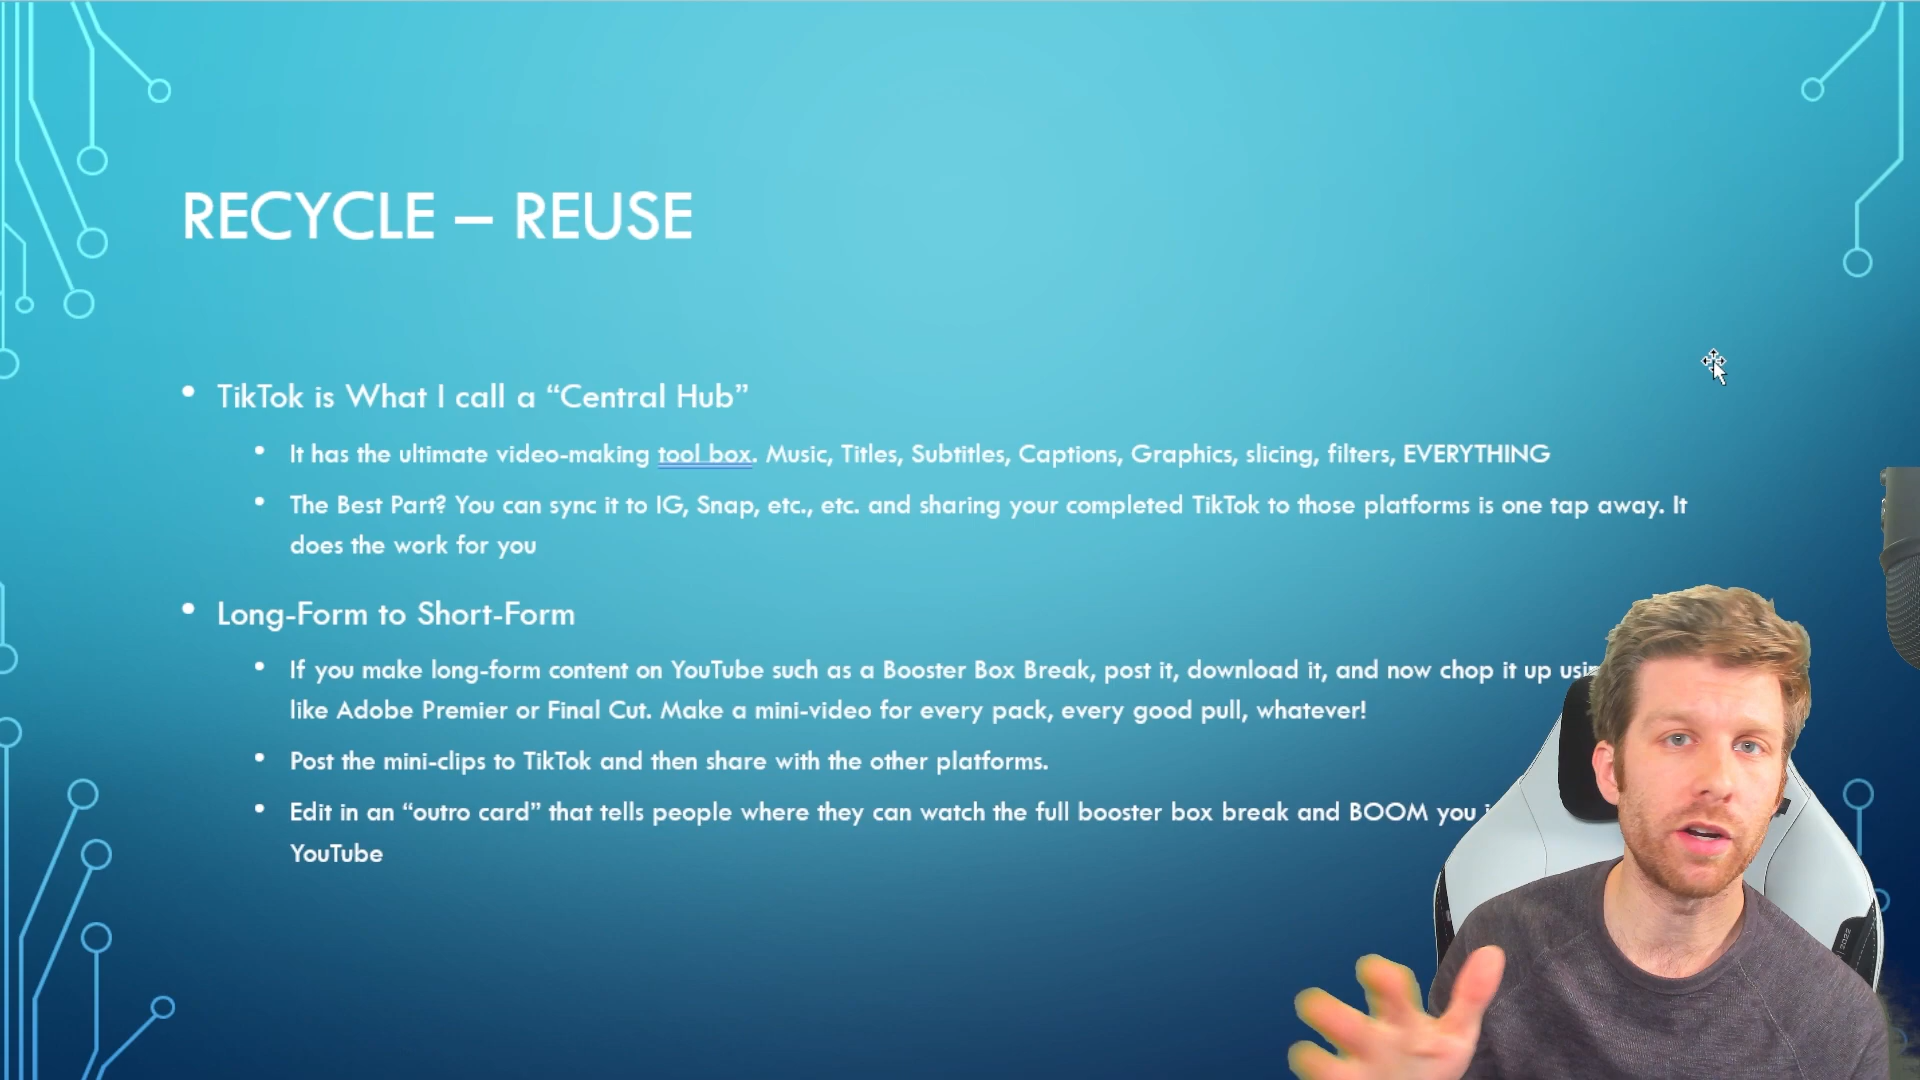 RECYCLE – REUSE
• TikTok is What I call a “Central Hub”
• It has the ultimate video-making tool box. Music, Titles, Subtitles, Captions, Graphics, slicing, filters, EVERYTHING
• The Best Part? You can sync it to IG, Snap, etc., etc. and sharing your completed TikTok to those platforms is one tap away. It
does the work for you
• Long-Form to Short-Form
• If you make long-form content on YouTube such as a Booster Box Break, post it, download it, and now chop it up
like Adobe Premier or Final Cut. Make a mini-video for every pack, every good pull, whatever!
• Post the mini-clips to TikTok and then share with the other platforms.
• Edit in an “outro card” that tells people where they can watch the full booster box break and BOOM you
YouTube
2022